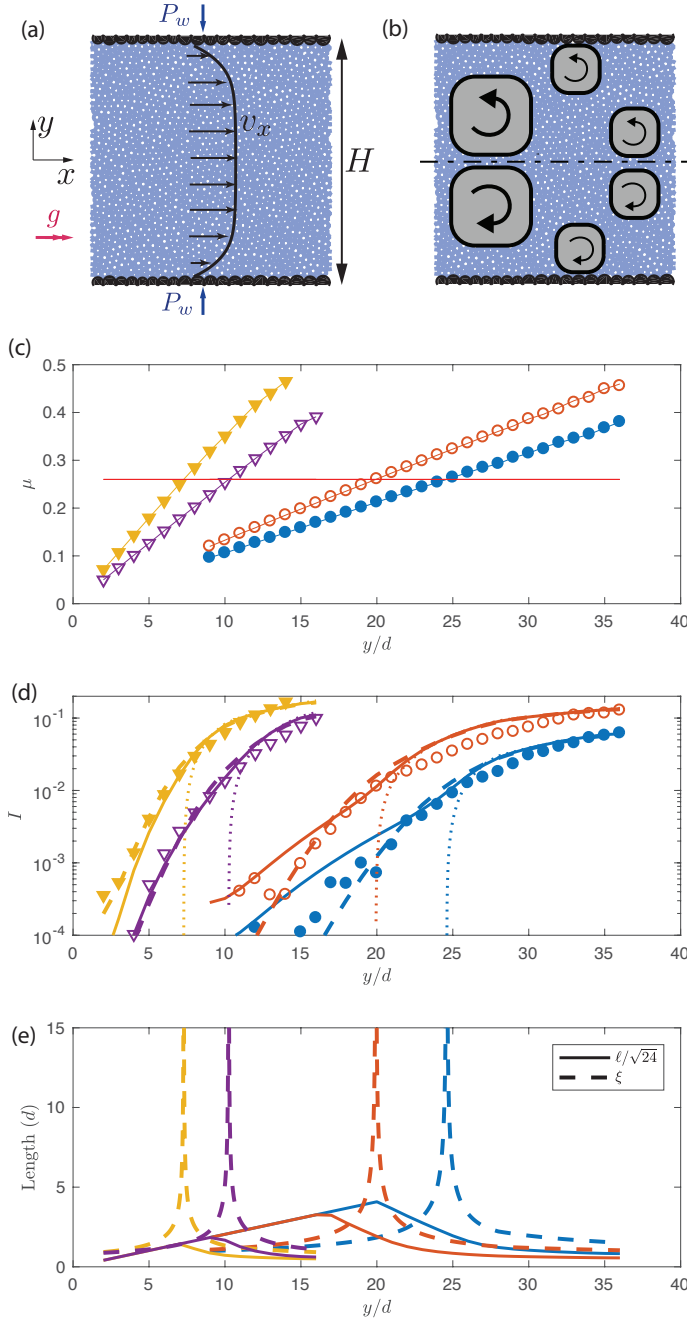 (a)
P_w
(b)
y
v_x
x
H
g
P_w
(c)
0.5
0.4
0.3
μ
0.2
0.1
0
0 5 10 15 20 25 30 35 40
y/d
(d)
10^{-1}
10^{-2}
I
10^{-3}
10^{-4}
0 5 10 15 20 25 30 35 40
y/d
(e)
15
ℓ/√24
ξ
10
Length (d)
5
0
0 5 10 15 20 25 30 35 40
y/d